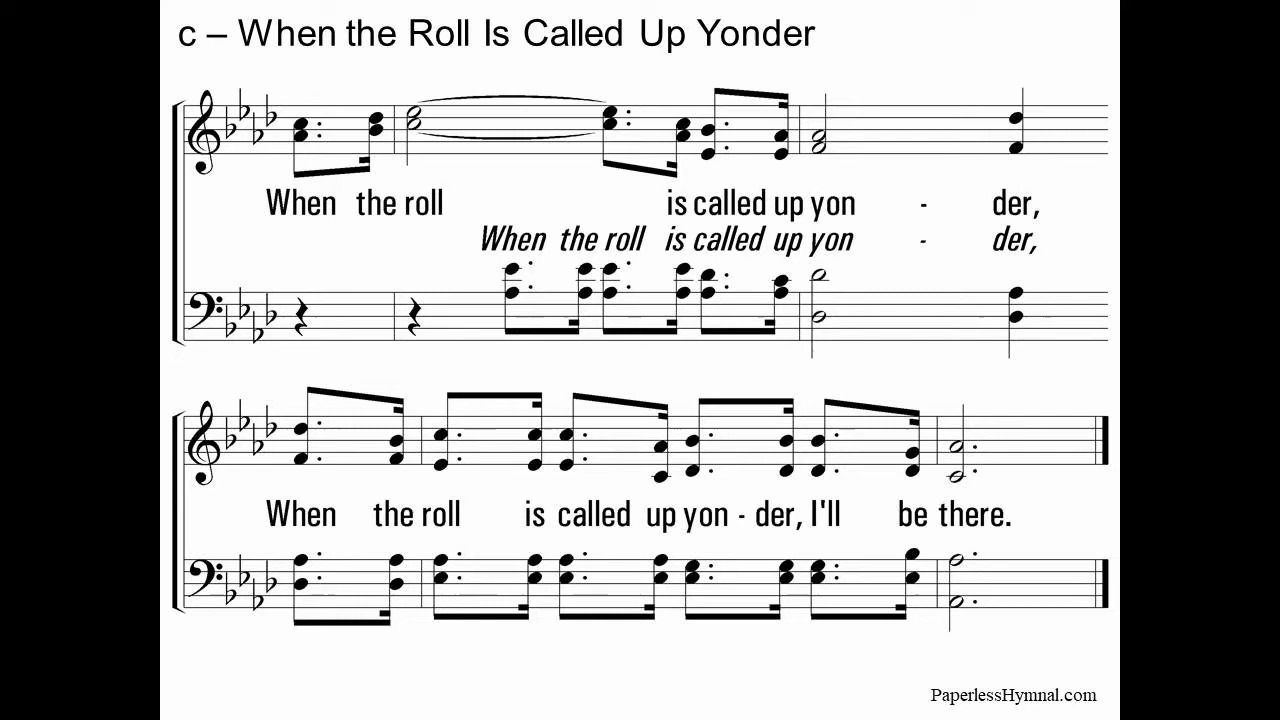 c – When the Roll Is Called Up Yonder
When the roll is called up yon - der,
When the roll is called up yon - der,
When the roll is called up yon - der, I'll be there.
PaperlessHymnal.com